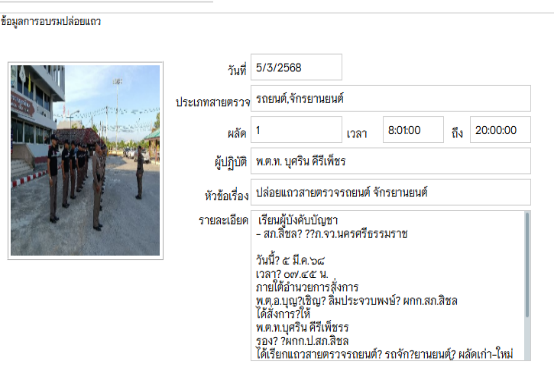 ข้อมูลการอบรมปล่อยแถว
วันที่ 5/3/2568
ประเภทสายตรวจ รถยนต์,จักรยานยนต์
ผลัด 1 เวลา 8:01:00 ถึง 20:00:00
ผู้ปฏิบัติ พ.ต.ท. บุศริน คีรีเพ็ชร
หัวข้อเรื่อง ปล่อยแถวสายตรวจรถยนต์ จักรยานยนต์
รายละเอียด เรียนผู้บังคับบัญชา
- สภ.สิชล? ??ภ.จว.นครศรีธรรมราช
วันนี้? ๕ มี.ค.๖๘
เวลา? ๐๗.๔๕ น.
ภายใต้อำนวยการสั่งการ
พ.ต.อ.บุญ?เชิญ? ลิ่มประจวบพงษ์? ผกก.สภ.สิชล
ได้สั่งการ?ให้
พ.ต.ท.บุศริน คีรีเพ็ชรร
รอง? ?ผกก.ป.สภ.สิชล
ได้เรียกแถวสายตรวจรถยนต์? รถจัก?ยานยนต์? ผลัดเก่า-ใหม่